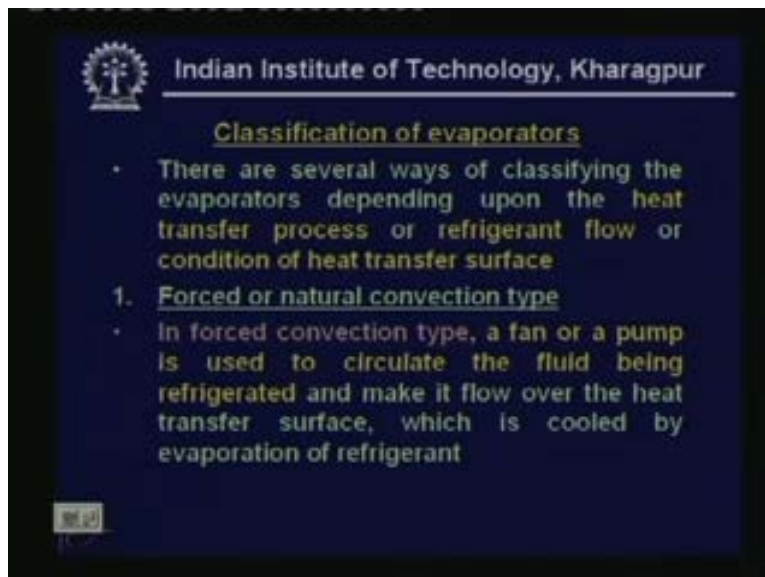 Indian Institute of Technology, Kharagpur
Classification of evaporators
• There are several ways of classifying the
evaporators depending upon the heat
transfer process or refrigerant flow or
condition of heat transfer surface
1. Forced or natural convection type
• In forced convection type, a fan or a pump
is used to circulate the fluid being
refrigerated and make it flow over the heat
transfer surface, which is cooled by
evaporation of refrigerant